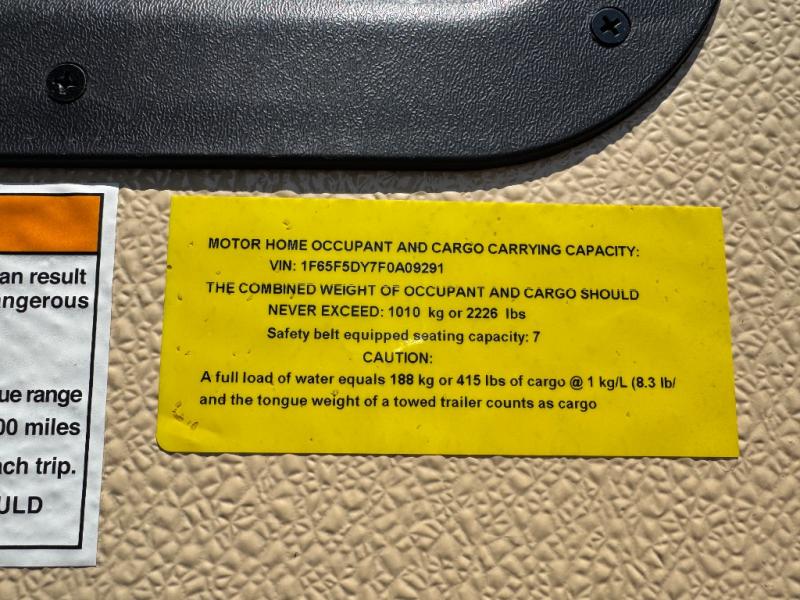 an result
angerous
ue range
00 miles
ach trip.
ULD
MOTOR HOME OCCUPANT AND CARGO CARRYING CAPACITY:
VIN: 1F65F5DY7F0A09291
THE COMBINED WEIGHT OF OCCUPANT AND CARGO SHOULD
NEVER EXCEED: 1010 kg or 2226 lbs
Safety belt equipped seating capacity: 7
CAUTION:
A full load of water equals 188 kg or 415 lbs of cargo @ 1 kg/L (8.3 lb/
and the tongue weight of a towed trailer counts as cargo